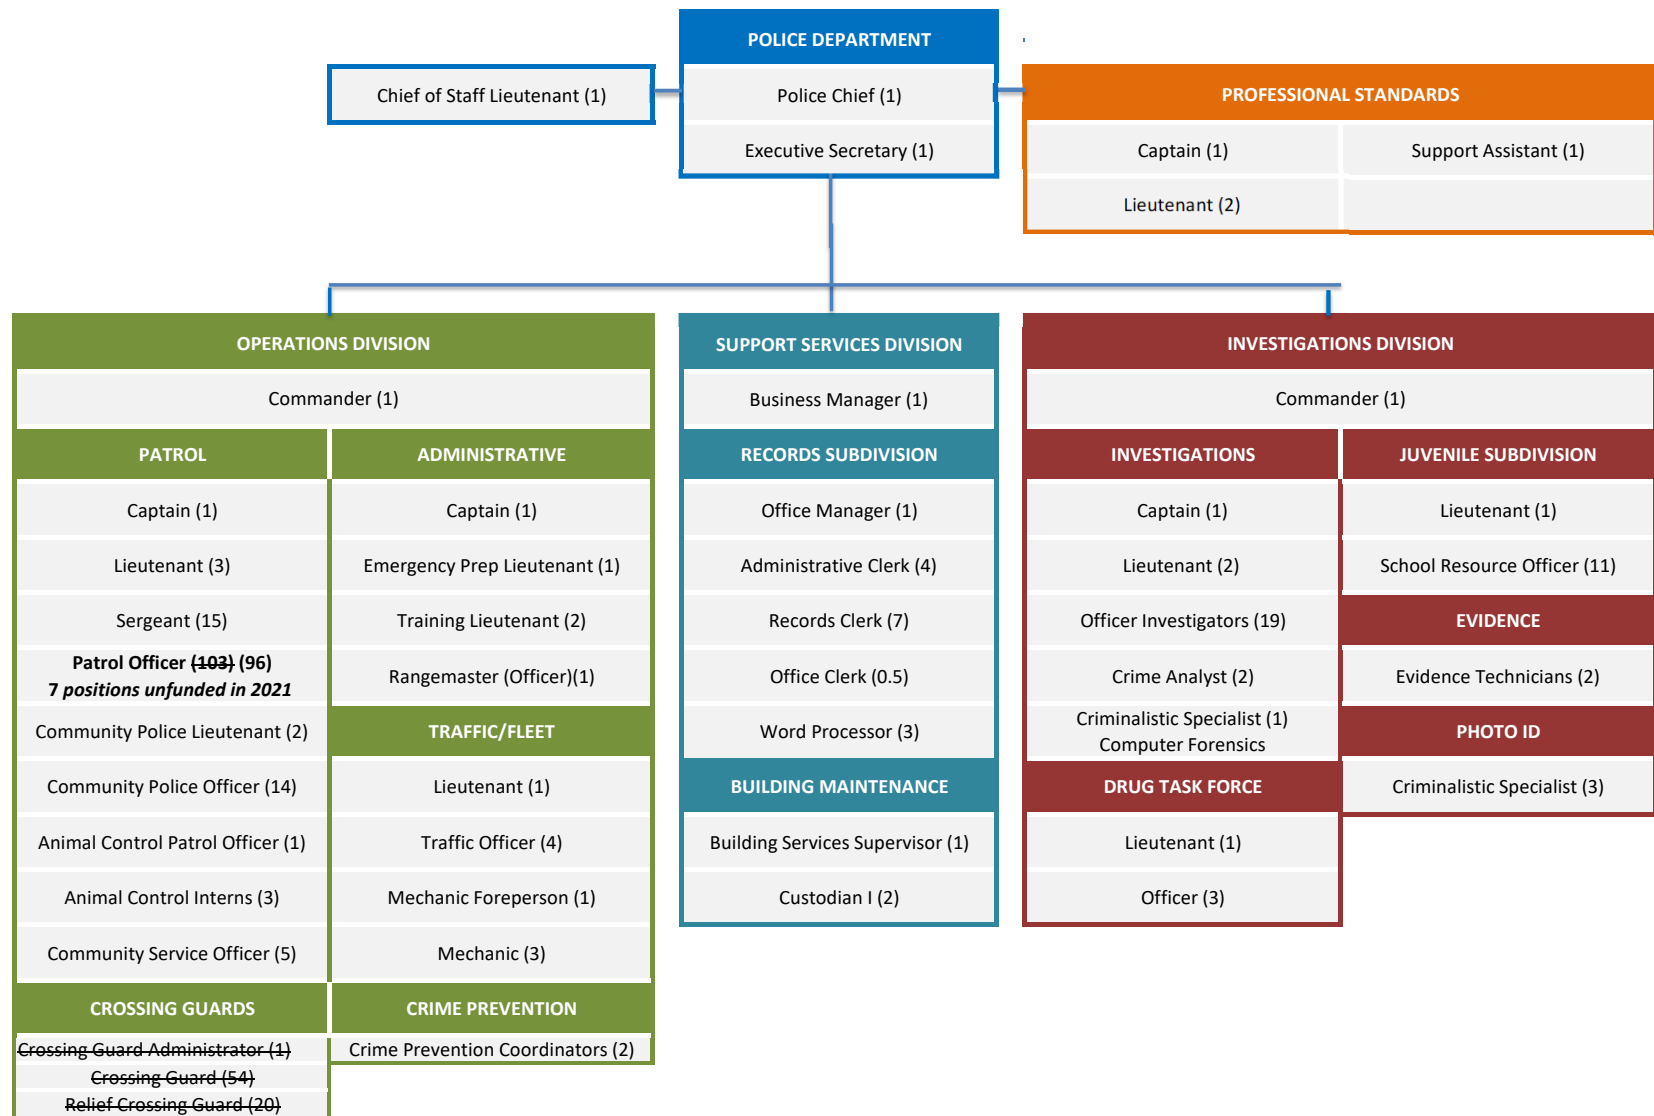 POLICE DEPARTMENT
Chief of Staff Lieutenant (1)
Police Chief (1)
Executive Secretary (1)
PROFESSIONAL STANDARDS
Captain (1)
Support Assistant (1)
Lieutenant (2)
OPERATIONS DIVISION
Commander (1)
PATROL
Captain (1)
Lieutenant (3)
Sergeant (15)
Patrol Officer (103) (96)
7 positions unfunded in 2021
Community Police Lieutenant (2)
Community Police Officer (14)
Animal Control Patrol Officer (1)
Animal Control Interns (3)
Community Service Officer (5)
CROSSING GUARDS
Crossing Guard Administrator (1)
Crossing Guard (54)
Relief Crossing Guard (20)
ADMINISTRATIVE
Captain (1)
Emergency Prep Lieutenant (1)
Training Lieutenant (2)
Rangemaster (Officer)(1)
TRAFFIC/FLEET
Lieutenant (1)
Traffic Officer (4)
Mechanic Foreperson (1)
Mechanic (3)
CRIME PREVENTION
Crime Prevention Coordinators (2)
SUPPORT SERVICES DIVISION
Business Manager (1)
RECORDS SUBDIVISION
Office Manager (1)
Administrative Clerk (4)
Records Clerk (7)
Office Clerk (0.5)
Word Processor (3)
BUILDING MAINTENANCE
Building Services Supervisor (1)
Custodian I (2)
INVESTIGATIONS DIVISION
Commander (1)
INVESTIGATIONS
Captain (1)
Lieutenant (2)
Officer Investigators (19)
Crime Analyst (2)
Criminalistic Specialist (1)
Computer Forensics
DRUG TASK FORCE
Lieutenant (1)
Officer (3)
JUVENILE SUBDIVISION
Lieutenant (1)
School Resource Officer (11)
EVIDENCE
Evidence Technicians (2)
PHOTO ID
Criminalistic Specialist (3)